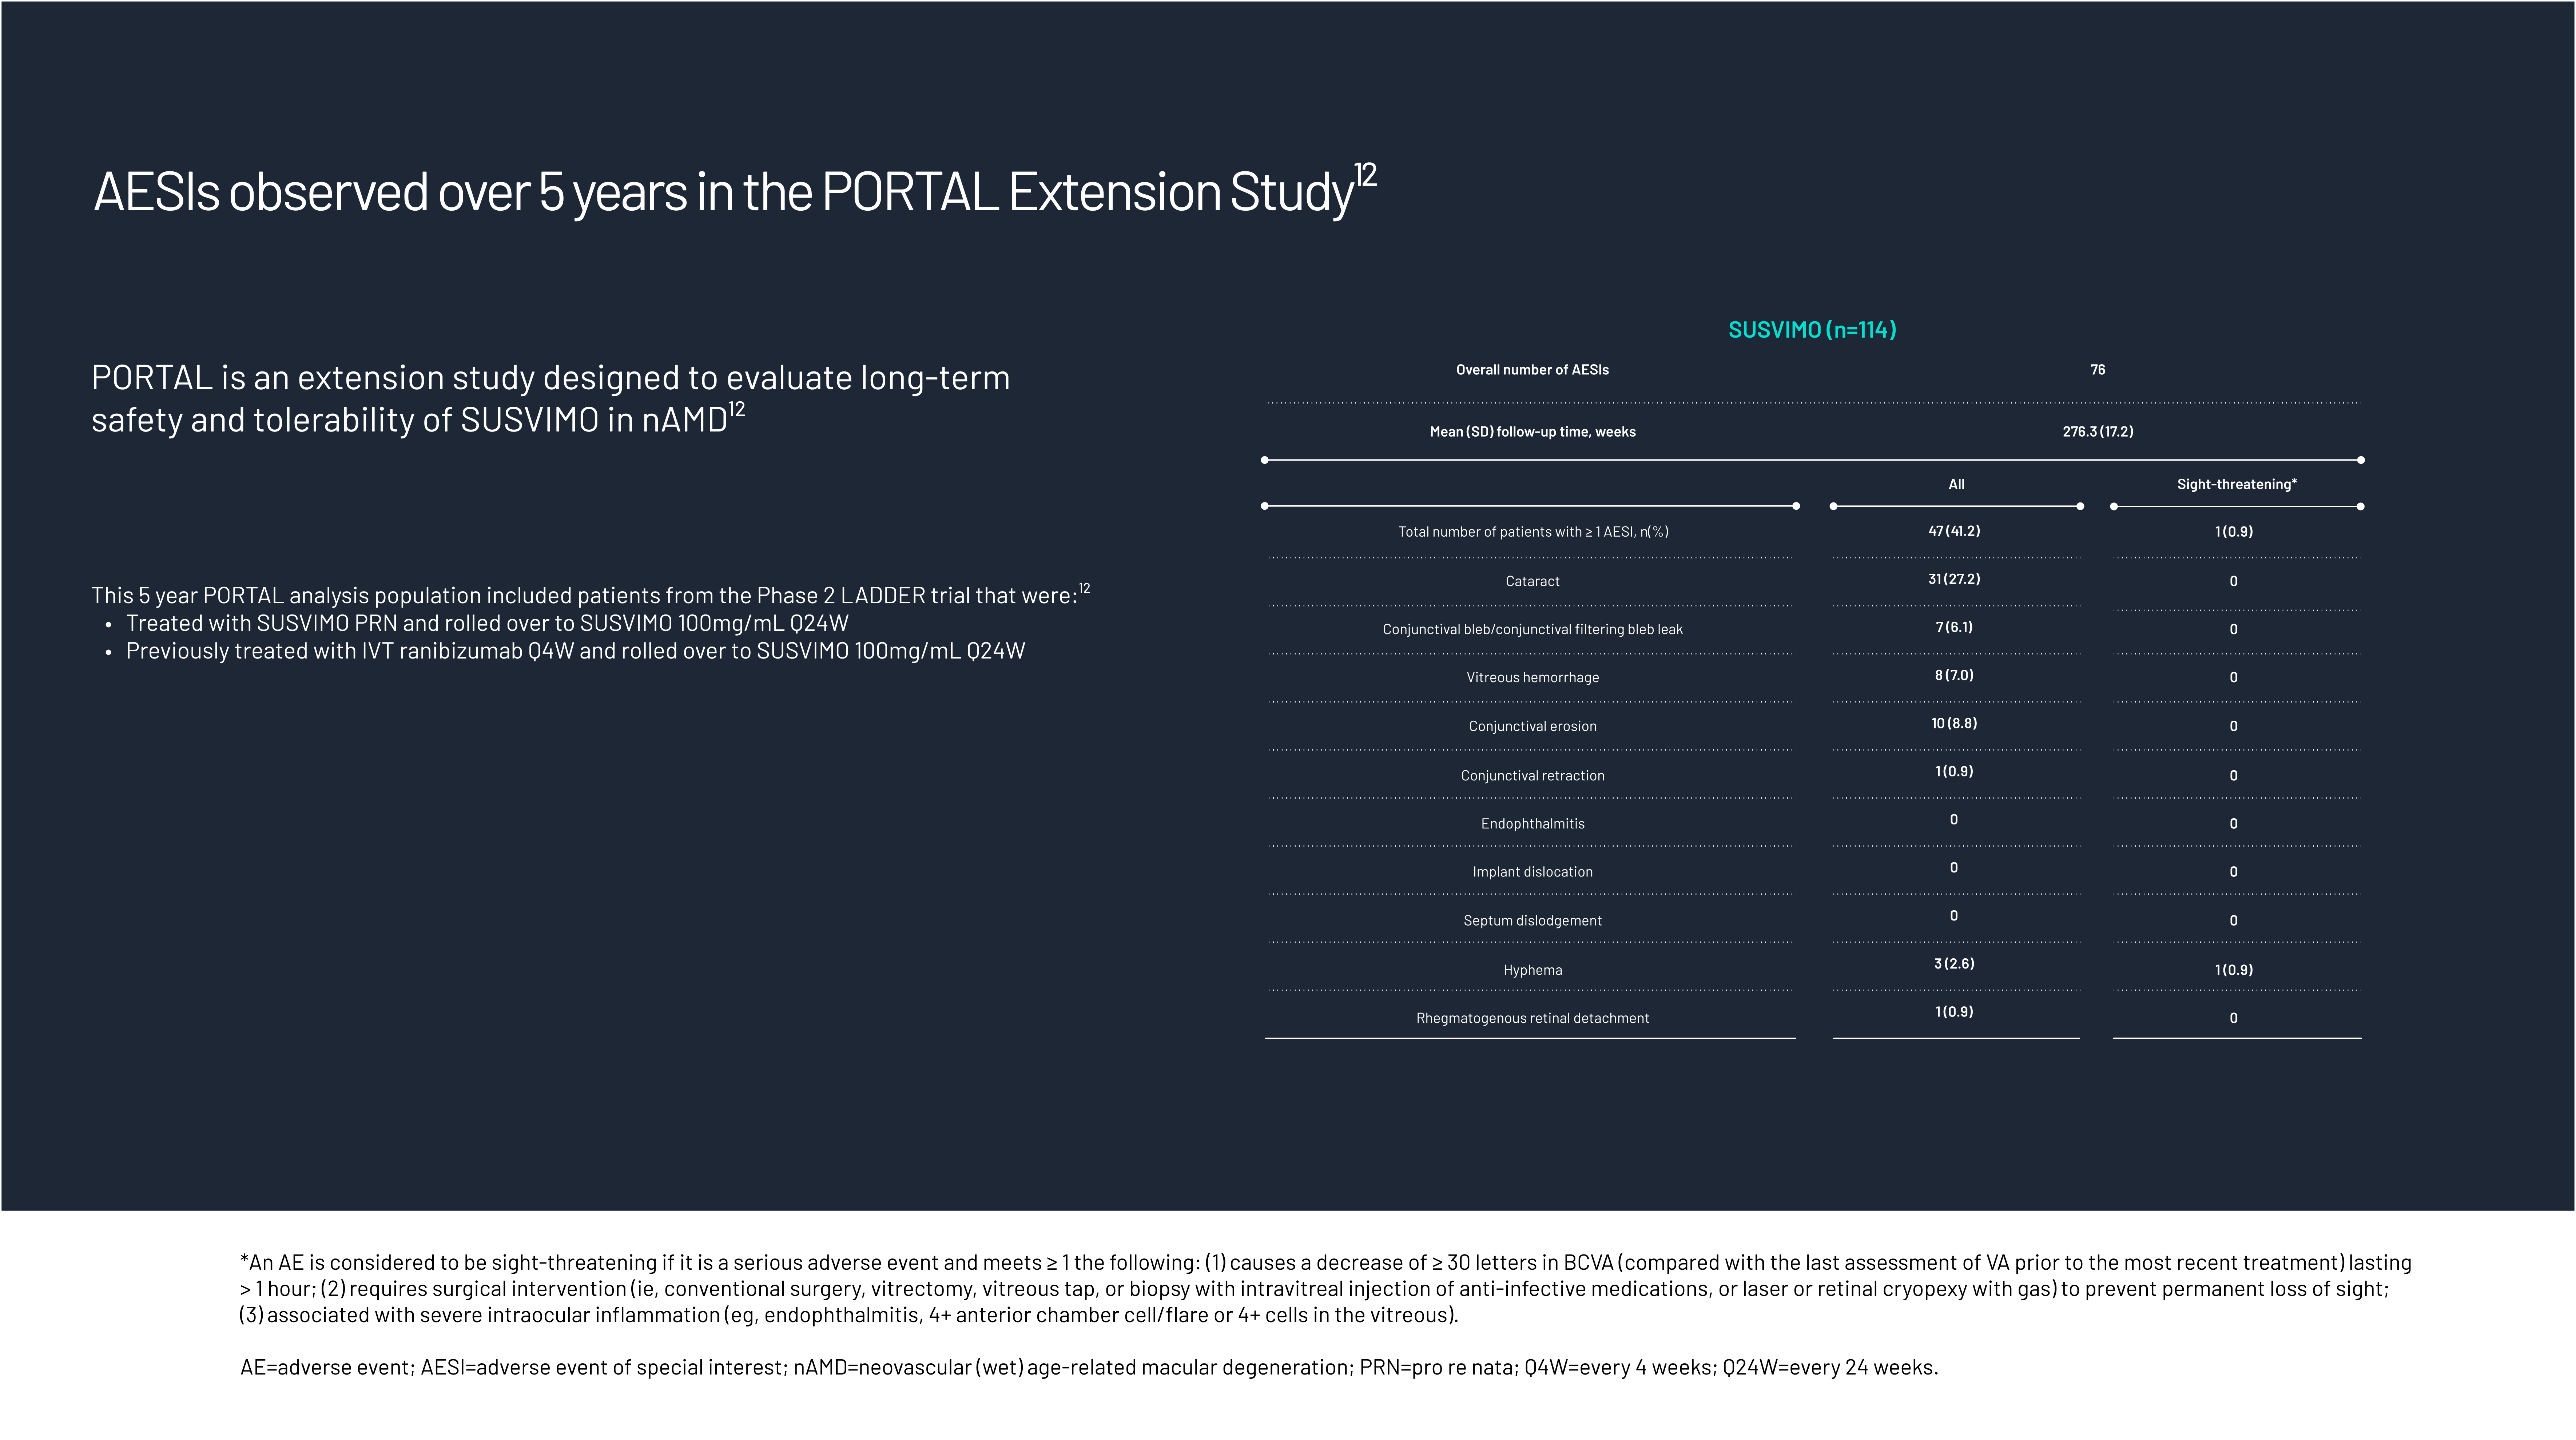 AESIs observed over 5 years in the PORTAL Extension Study12
PORTAL is an extension study designed to evaluate long-term
safety and tolerability of SUSVIMO in nAMD12
This 5 year PORTAL analysis population included patients from the Phase 2 LADDER trial that were:12
• Treated with SUSVIMO PRN and rolled over to SUSVIMO 100mg/mL Q24W
• Previously treated with IVT ranibizumab Q4W and rolled over to SUSVIMO 100mg/mL Q24W
SUSVIMO (n=114)
Overall number of AESIs 76
Mean (SD) follow-up time, weeks 276.3 (17.2)
All Sight-threatening*
Total number of patients with ≥ 1 AESI, n(%) 47 (41.2) 1 (0.9)
Cataract 31 (27.2) 0
Conjunctival bleb/conjunctival filtering bleb leak 7 (6.1) 0
Vitreous hemorrhage 8 (7.0) 0
Conjunctival erosion 10 (8.8) 0
Conjunctival retraction 1 (0.9) 0
Endophthalmitis 0 0
Implant dislocation 0 0
Septum dislodgement 0 0
Hyphema 3 (2.6) 1 (0.9)
Rhegmatogenous retinal detachment 1 (0.9) 0
*An AE is considered to be sight-threatening if it is a serious adverse event and meets ≥ 1 the following: (1) causes a decrease of ≥ 30 letters in BCVA (compared with the last assessment of VA prior to the most recent treatment) lasting
> 1 hour; (2) requires surgical intervention (ie, conventional surgery, vitrectomy, vitreous tap, or biopsy with intravitreal injection of anti-infective medications, or laser or retinal cryopexy with gas) to prevent permanent loss of sight;
(3) associated with severe intraocular inflammation (eg, endophthalmitis, 4+ anterior chamber cell/flare or 4+ cells in the vitreous).
AE=adverse event; AESI=adverse event of special interest; nAMD=neovascular (wet) age-related macular degeneration; PRN=pro re nata; Q4W=every 4 weeks; Q24W=every 24 weeks.